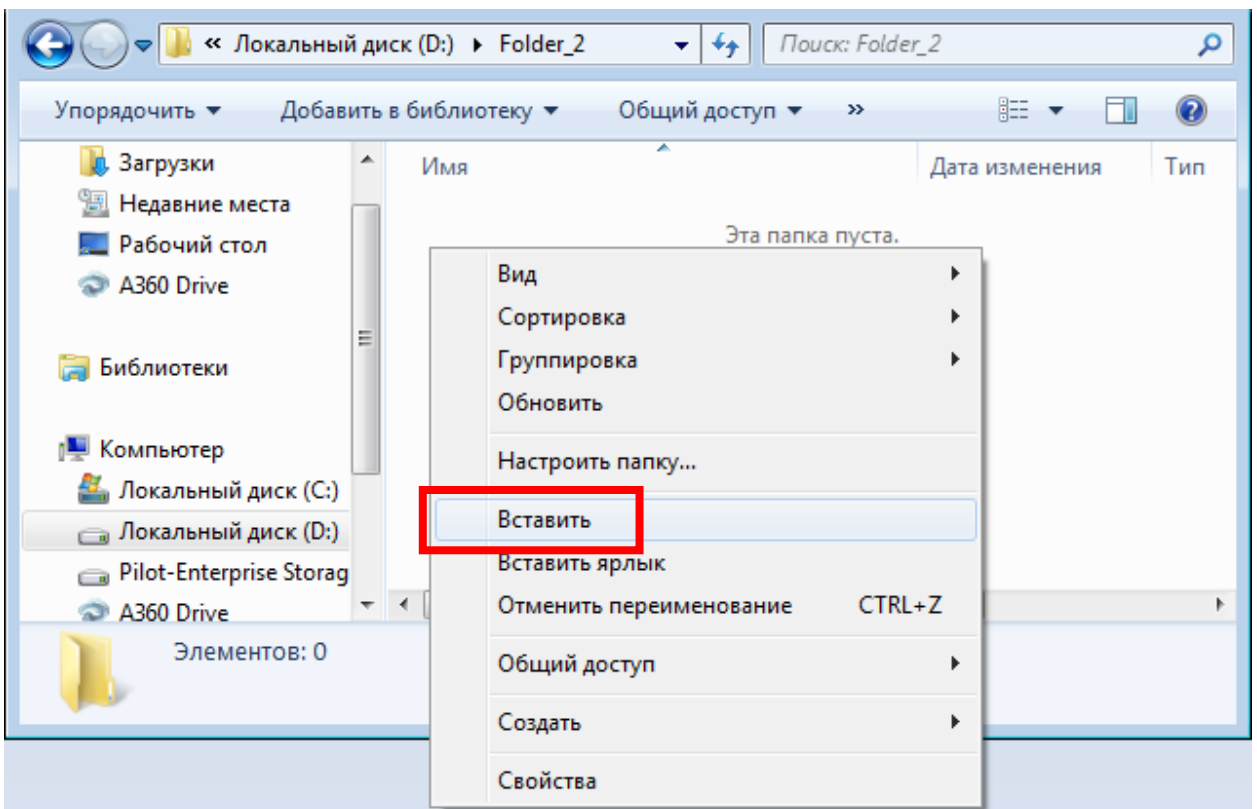 « Локальный диск (D:) Folder_2 Поиск: Folder_2
Упорядочить Добавить в библиотеку Общий доступ »
Загрузки
Недавние места
Рабочий стол
A360 Drive
Библиотеки
Компьютер
Локальный диск (C:)
Локальный диск (D:)
Pilot-Enterprise Storag
A360 Drive
Имя Дата изменения Тип
Эта папка пуста.
Вид
Сортировка
Группировка
Обновить
Настроить папку...
Вставить
Вставить ярлык
Отменить переименование CTRL+Z
Общий доступ
Создать
Свойства
Элементов: 0